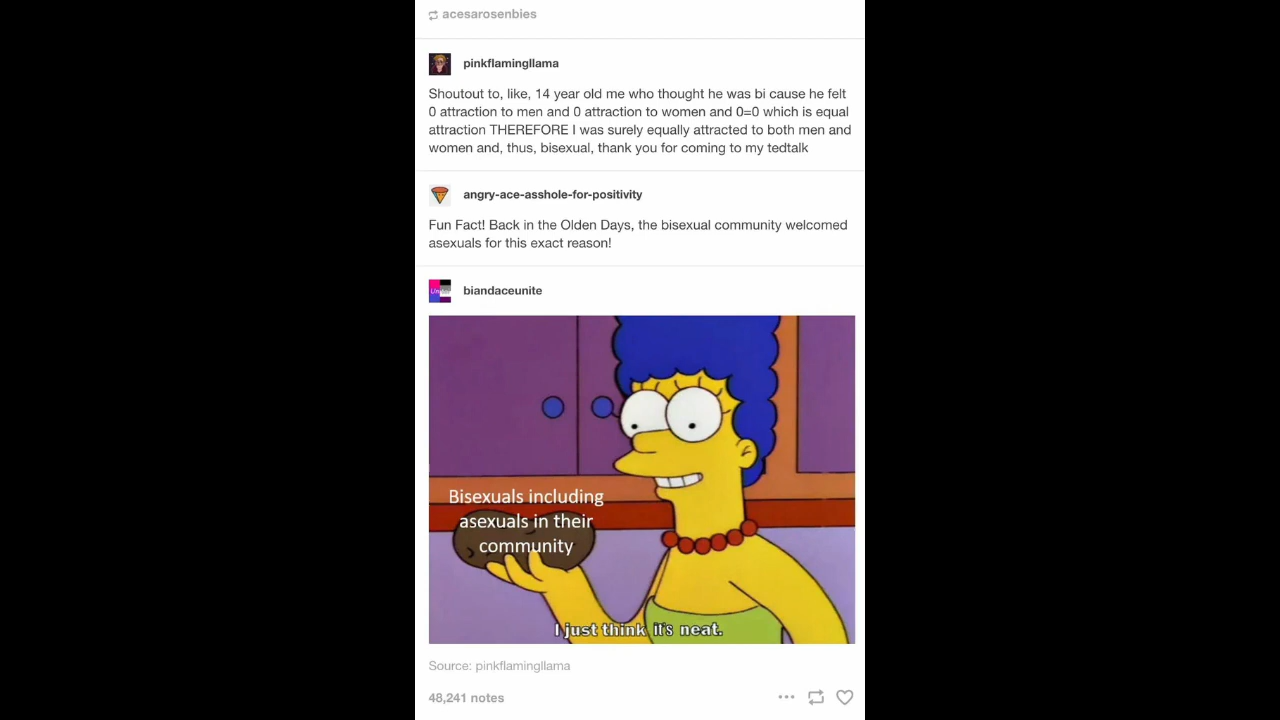 acesarosenbies
pinkflamingllama
Shoutout to, like, 14 year old me who thought he was bi cause he felt
0 attraction to men and 0 attraction to women and 0=0 which is equal
attraction THEREFORE I was surely equally attracted to both men and
women and, thus, bisexual, thank you for coming to my tedtalk
angry-ace-asshole-for-positivity
Fun Fact! Back in the Olden Days, the bisexual community welcomed
asexuals for this exact reason!
biandaceunite
Bisexuals including
asexuals in their
community
I just think it's neat.
Source: pinkflamingllama
48,241 notes